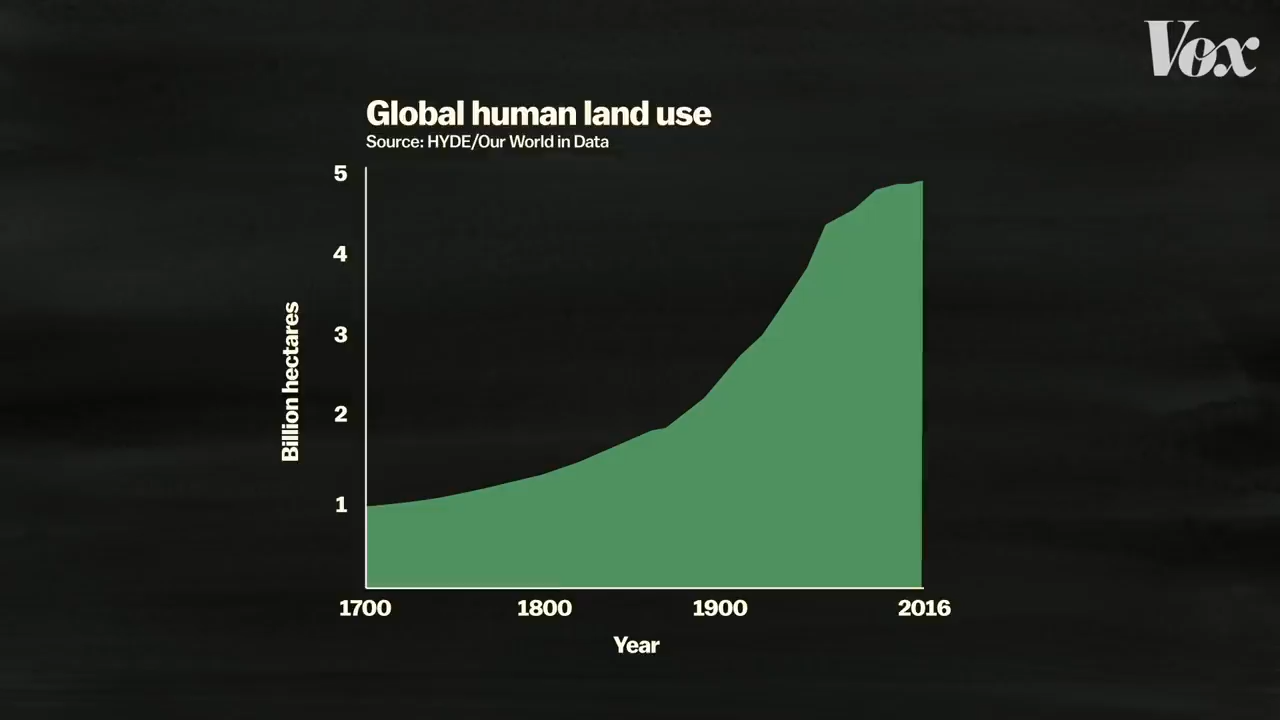 Vox
Global human land use
Source: HYDE/Our World in Data
5
4
3
2
1
Billion hectares
1700 1800 1900 2016
Year